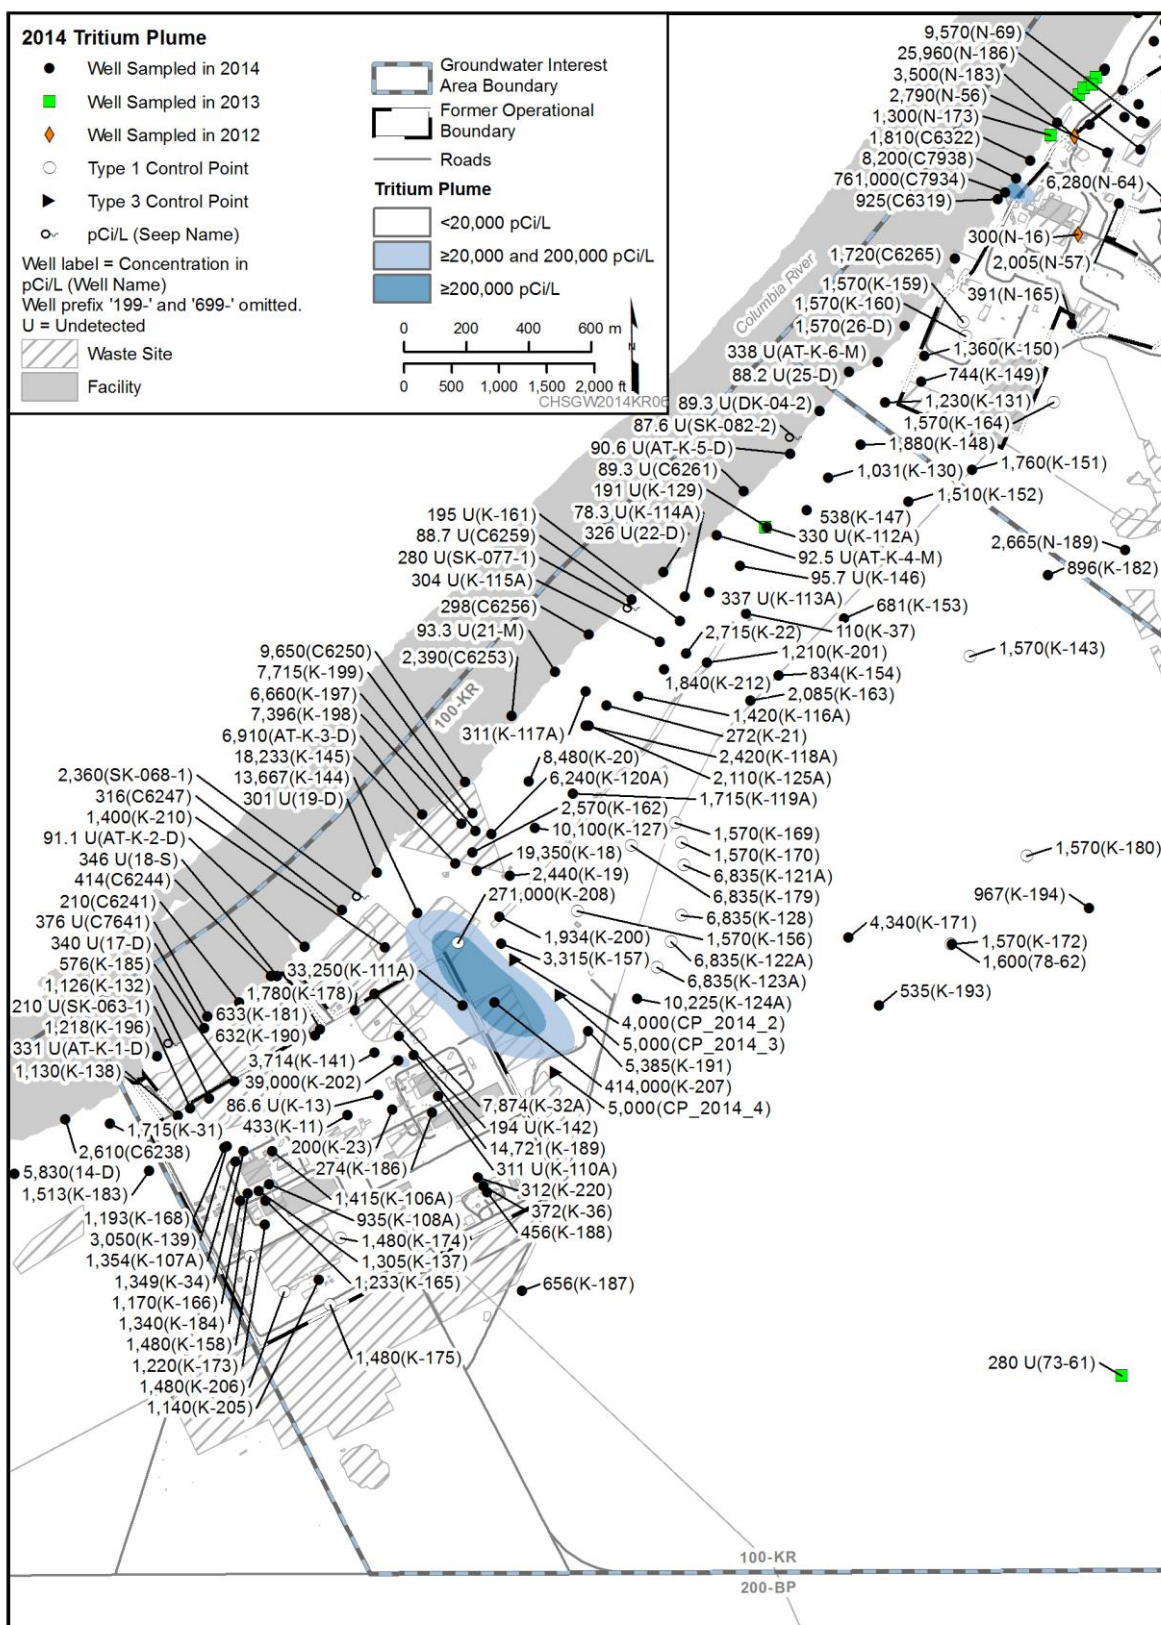 2014 Tritium Plume
Well Sampled in 2014
Well Sampled in 2013
Well Sampled in 2012
Type 1 Control Point
Type 3 Control Point
pCi/L (Seep Name)
Well label = Concentration in
pCi/L (Well Name)
Well prefix '199-' and '699-' omitted.
U = Undetected
Waste Site
Facility
Groundwater Interest
Area Boundary
Former Operational
Boundary
Roads
Tritium Plume
<20,000 pCi/L
≥20,000 and 200,000 pCi/L
≥200,000 pCi/L
0 200 400 600 m
N
0 500 1,000 1,500 2,000 ft
CHSGW2014KR06
9,570(N-69)
25,960(N-186)
3,500(N-183)
2,790(N-56)
1,300(N-173)
1,810(C6322)
8,200(C7938)
761,000(C7934)
925(C6319)
6,280(N-64)
300(N-16)
2,005(N-57)
1,720(C6265)
Columbia River
1,570(K-159)
391(N-165)
1,570(K-160)
1,570(26-D)
338 U(AT-K-6-M)
1,360(K-150)
88.2 U(25-D)
744(K-149)
89.3 U(DK-04-2)
1,230(K-131)
87.6 U(SK-082-2)
1,570(K-164)
90.6 U(AT-K-5-D)
1,880(K-148)
89.3 U(C6261)
1,031(K-130)
1,760(K-151)
191 U(K-129)
1,510(K-152)
78.3 U(K-114A)
195 U(K-161)
538(K-147)
326 U(22-D)
88.7 U(C6259)
330 U(K-112A)
280 U(SK-077-1)
92.5 U(AT-K-4-M)
2,665(N-189)
304 U(K-115A)
95.7 U(K-146)
896(K-182)
298(C6256)
337 U(K-113A)
681(K-153)
93.3 U(21-M)
2,715(K-22)
110(K-37)
9,650(C6250)
2,390(C6253)
1,210(K-201)
1,570(K-143)
7,715(K-199)
1,840(K-212)
834(K-154)
6,660(K-197)
2,085(K-163)
100-KR
7,396(K-198)
1,420(K-116A)
6,910(AT-K-3-D)
311(K-117A)
272(K-21)
18,233(K-145)
8,480(K-20)
2,420(K-118A)
2,360(SK-068-1)
13,667(K-144)
6,240(K-120A)
2,110(K-125A)
316(C6247)
301 U(19-D)
2,570(K-162)
1,715(K-119A)
1,400(K-210)
10,100(K-127)
1,570(K-169)
91.1 U(AT-K-2-D)
19,350(K-18)
1,570(K-170)
1,570(K-180)
346 U(18-S)
2,440(K-19)
6,835(K-121A)
414(C6244)
271,000(K-208)
6,835(K-179)
967(K-194)
210(C6241)
6,835(K-128)
4,340(K-171)
376 U(C7641)
1,934(K-200)
1,570(K-156)
1,570(K-172)
340 U(17-D)
3,315(K-157)
6,835(K-122A)
1,600(78-62)
576(K-185)
33,250(K-111A)
6,835(K-123A)
1,126(K-132)
1,780(K-178)
10,225(K-124A)
535(K-193)
210 U(SK-063-1)
633(K-181)
4,000(CP_2014_2)
1,218(K-196)
632(K-190)
5,000(CP_2014_3)
331 U(AT-K-1-D)
3,714(K-141)
5,385(K-191)
1,130(K-138)
39,000(K-202)
414,000(K-207)
86.6 U(K-13)
7,874(K-32A)
5,000(CP_2014_4)
1,715(K-31)
433(K-11)
194 U(K-142)
2,610(C6238)
200(K-23)
14,721(K-189)
5,830(14-D)
274(K-186)
311 U(K-110A)
1,513(K-183)
1,415(K-106A)
312(K-220)
1,193(K-168)
935(K-108A)
372(K-36)
3,050(K-139)
1,480(K-174)
456(K-188)
1,354(K-107A)
1,305(K-137)
1,349(K-34)
1,233(K-165)
656(K-187)
1,170(K-166)
1,340(K-184)
1,480(K-158)
1,480(K-175)
1,220(K-173)
280 U(73-61)
1,480(K-206)
1,140(K-205)
100-KR
200-BP